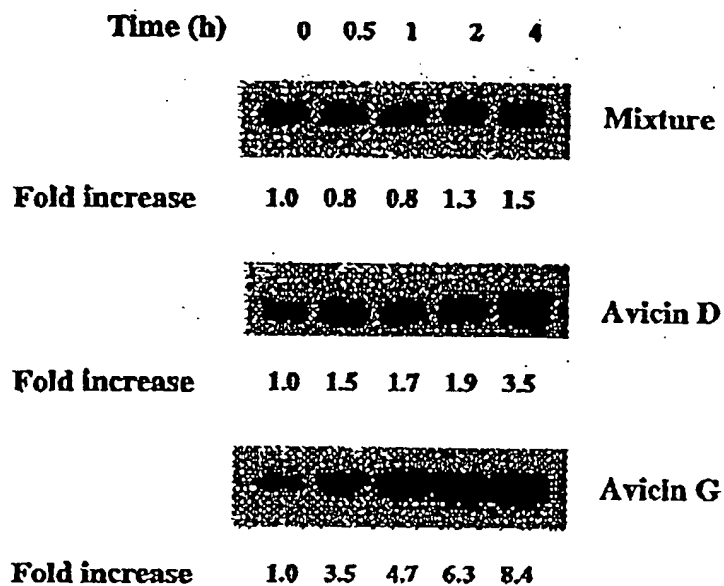 Time (h) 0 0.5 1 2 4
Mixture
Fold increase 1.0 0.8 0.8 1.3 1.5
Avicin D
Fold increase 1.0 1.5 1.7 1.9 3.5
Avicin G
Fold increase 1.0 3.5 4.7 6.3 8.4